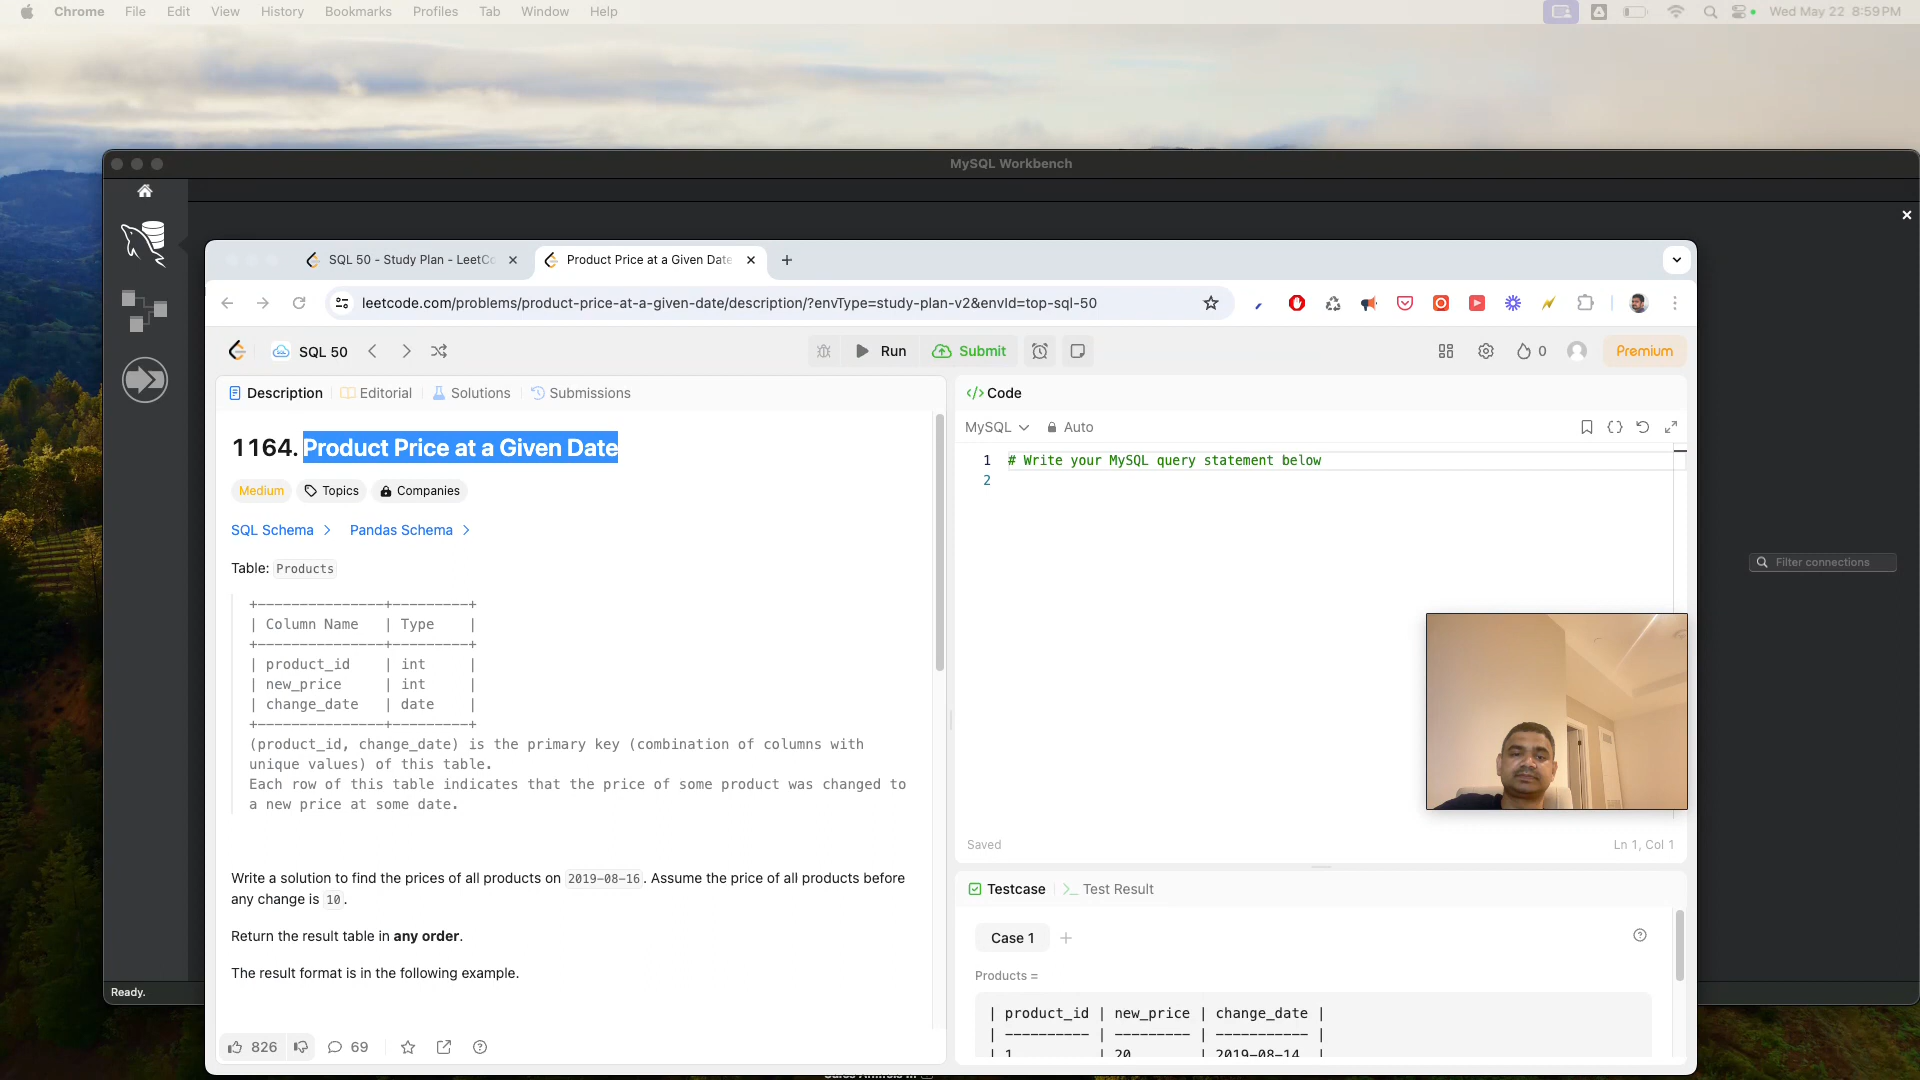 Chrome File Edit View History Bookmarks Profiles Tab Window Help
Wed May 22 8:59 PM
MySQL Workbench
SQL 50 - Study Plan - LeetCo
Product Price at a Given Date
leetcode.com/problems/product-price-at-a-given-date/description/?envType=study-plan-v2&envId=top-sql-50
SQL 50
Run
Submit
0
Premium
Description
Editorial
Solutions
Submissions
</> Code
MySQL
Auto
1164. Product Price at a Given Date
Medium
Topics
Companies
SQL Schema
Pandas Schema
Table: Products
+---------------+---------+
| Column Name   | Type    |
+---------------+---------+
| product_id    | int     |
| new_price     | int     |
| change_date   | date    |
+---------------+---------+
(product_id, change_date) is the primary key (combination of columns with
unique values) of this table.
Each row of this table indicates that the price of some product was changed to
a new price at some date.
Write a solution to find the prices of all products on 2019-08-16. Assume the price of all products before
any change is 10.
Return the result table in any order.
The result format is in the following example.
826
69
1 # Write your MySQL query statement below
2
Saved
Ln 1, Col 1
Testcase
Test Result
Case 1
Products =
| product_id | new_price | change_date |
| ---------- | --------- | ----------- |
| 1          | 20        | 2019-08-14  |
Filter connections
Ready.